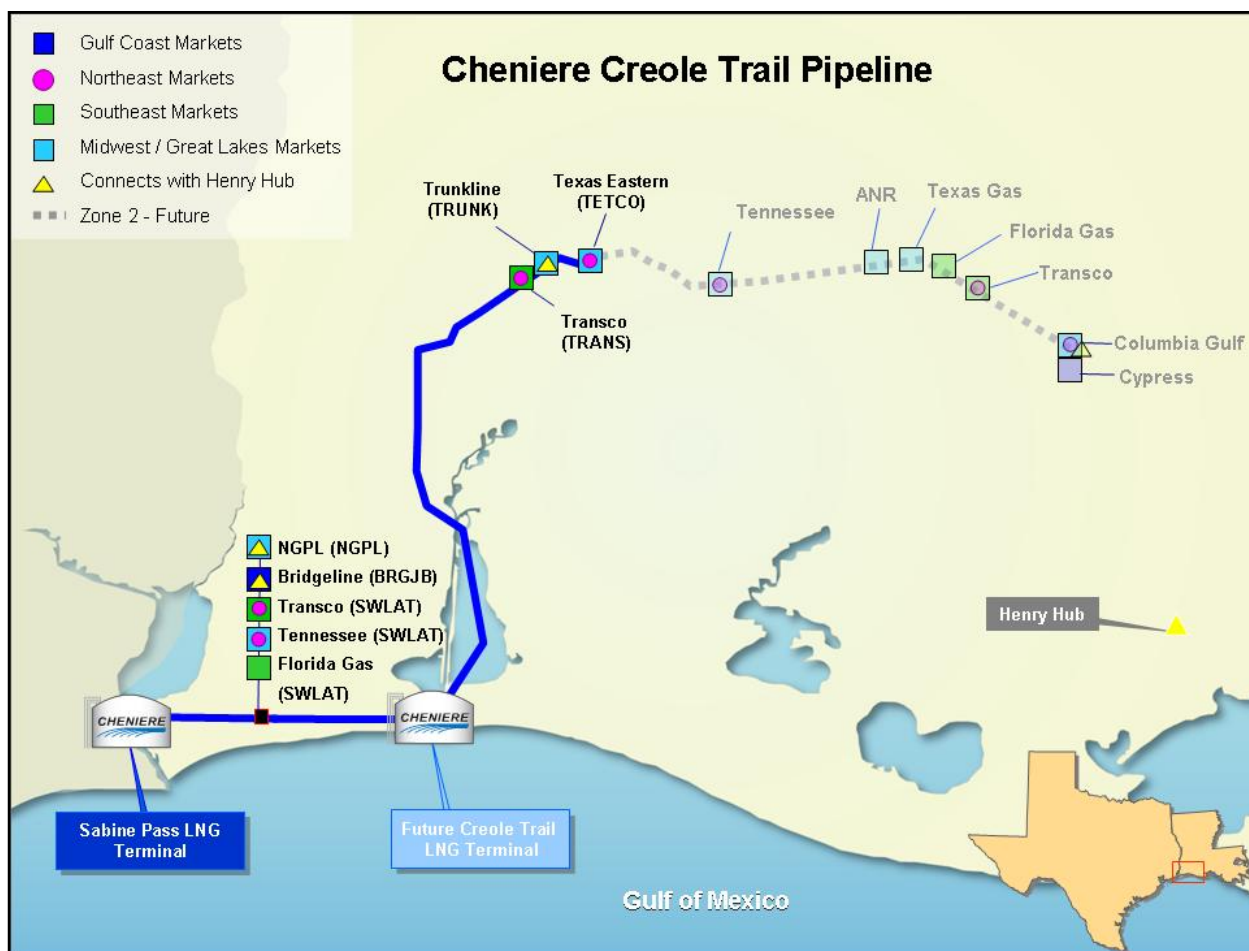 Cheniere Creole Trail Pipeline
Gulf Coast Markets
Northeast Markets
Southeast Markets
Midwest / Great Lakes Markets
Connects with Henry Hub
Zone 2 - Future
Trunkline
(TRUNK)
Texas Eastern
(TETCO)
Transco
(TRANS)
Tennessee
ANR
Texas Gas
Florida Gas
Transco
Columbia Gulf
Cypress
NGPL (NGPL)
Bridgeline (BRGJB)
Transco (SWLAT)
Tennessee (SWLAT)
Florida Gas
(SWLAT)
Henry Hub
CHENIERE
CHENIERE
Sabine Pass LNG
Terminal
Future Creole Trail
LNG Terminal
Gulf of Mexico